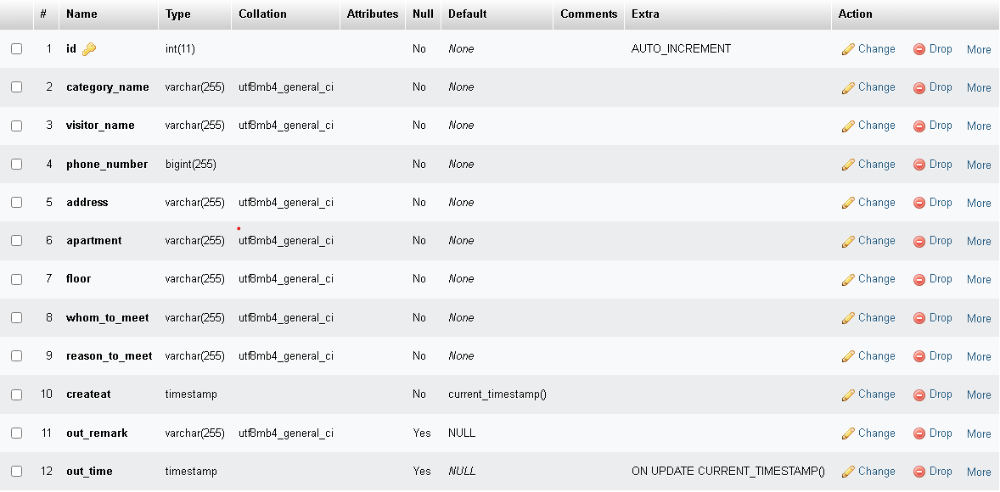 # Name Type Collation Attributes Null Default Comments Extra Action
1 id int(11) No None AUTO_INCREMENT Change Drop More
2 category_name varchar(255) utf8mb4_general_ci No None Change Drop More
3 visitor_name varchar(255) utf8mb4_general_ci No None Change Drop More
4 phone_number bigint(255) No None Change Drop More
5 address varchar(255) utf8mb4_general_ci No None Change Drop More
6 apartment varchar(255) utf8mb4_general_ci No None Change Drop More
7 floor varchar(255) utf8mb4_general_ci No None Change Drop More
8 whom_to_meet varchar(255) utf8mb4_general_ci No None Change Drop More
9 reason_to_meet varchar(255) utf8mb4_general_ci No None Change Drop More
10 createat timestamp No current_timestamp() Change Drop More
11 out_remark varchar(255) utf8mb4_general_ci Yes NULL Change Drop More
12 out_time timestamp Yes NULL ON UPDATE CURRENT_TIMESTAMP() Change Drop More